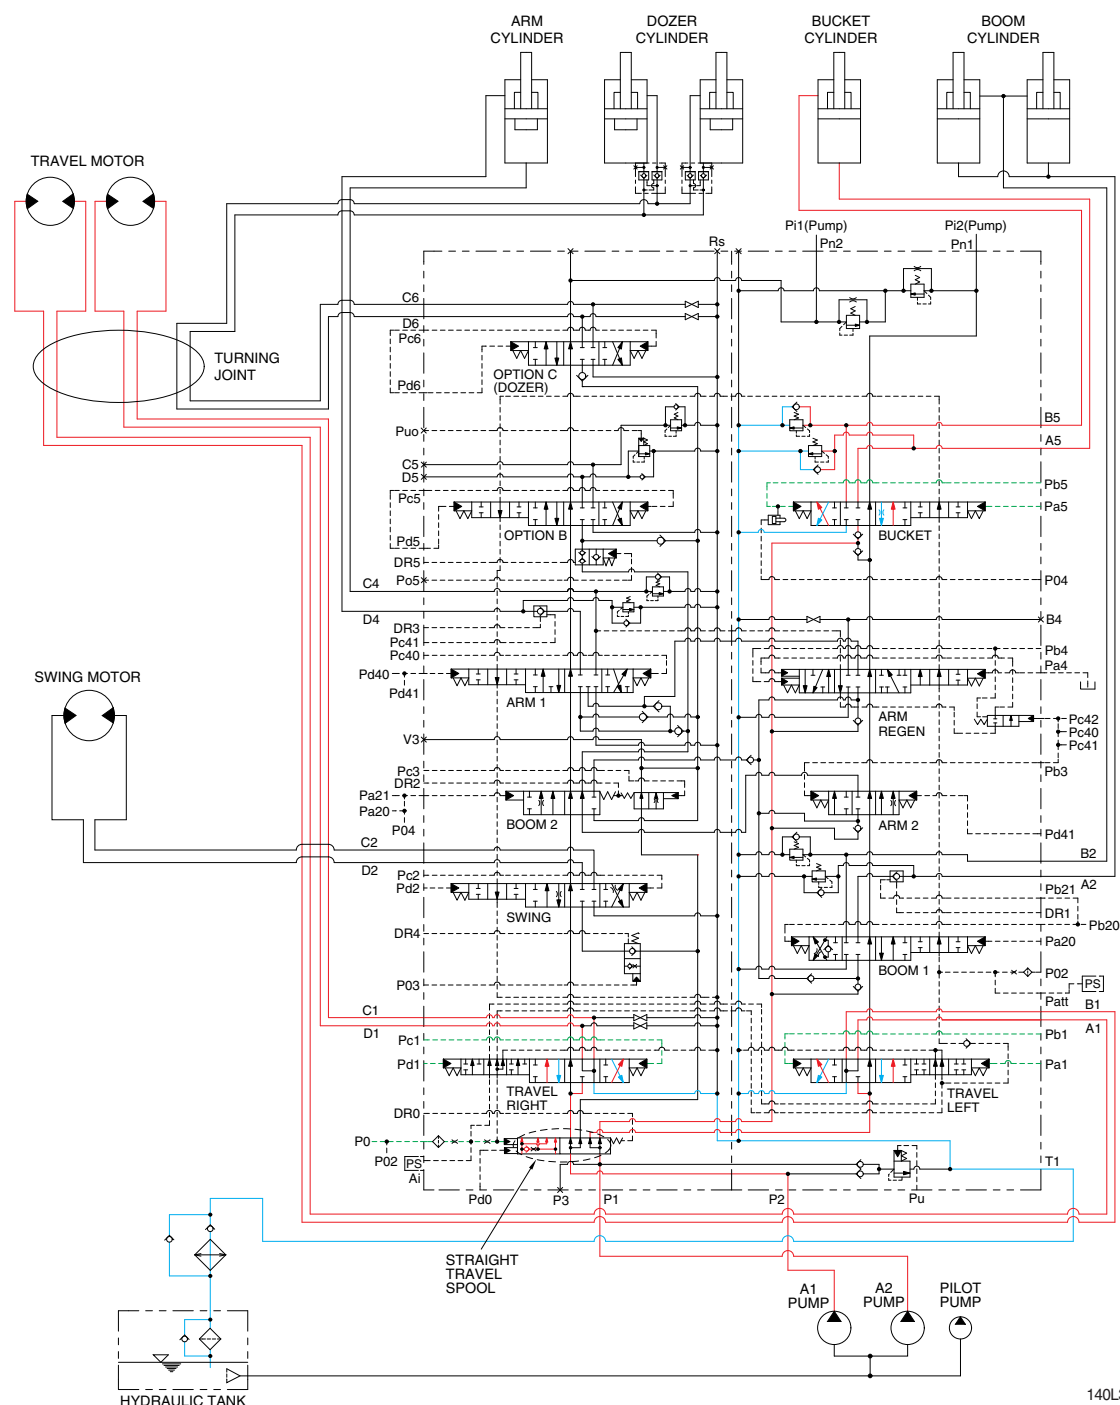 ARM
CYLINDER
DOZER
CYLINDER
BUCKET
CYLINDER
BOOM
CYLINDER
TRAVEL MOTOR
TURNING
JOINT
Pi1(Pump)
Pn2
Pi2(Pump)
Pn1
Rs
C6
D6
Pc6
OPTION C
(DOZER)
Pd6
Puo
C5
D5
Pc5
Pd5
OPTION B
DR5
C4
Po5
D4
DR3
Pc41
Pc40
Pd40
Pd41
ARM 1
B5
A5
Pb5
Pa5
BUCKET
P04
B4
Pb4
Pa4
ARM
REGEN
Pc42
Pc40
Pc41
SWING MOTOR
V3
Pc3
DR2
Pa21
Pa20
P04
BOOM 2
Pb3
ARM 2
Pd41
C2
D2
Pc2
Pd2
SWING
DR4
P03
B2
A2
Pb21
DR1
Pb20
Pa20
BOOM 1
P02
PS
Patt
B1
A1
C1
D1
Pc1
Pd1
TRAVEL
RIGHT
Pb1
Pa1
TRAVEL
LEFT
DR0
P0
P02
PS
Ai
Pd0
P3
P1
P2
Pu
T1
STRAIGHT
TRAVEL
SPOOL
A1
PUMP
A2
PUMP
PILOT
PUMP
HYDRAULIC TANK